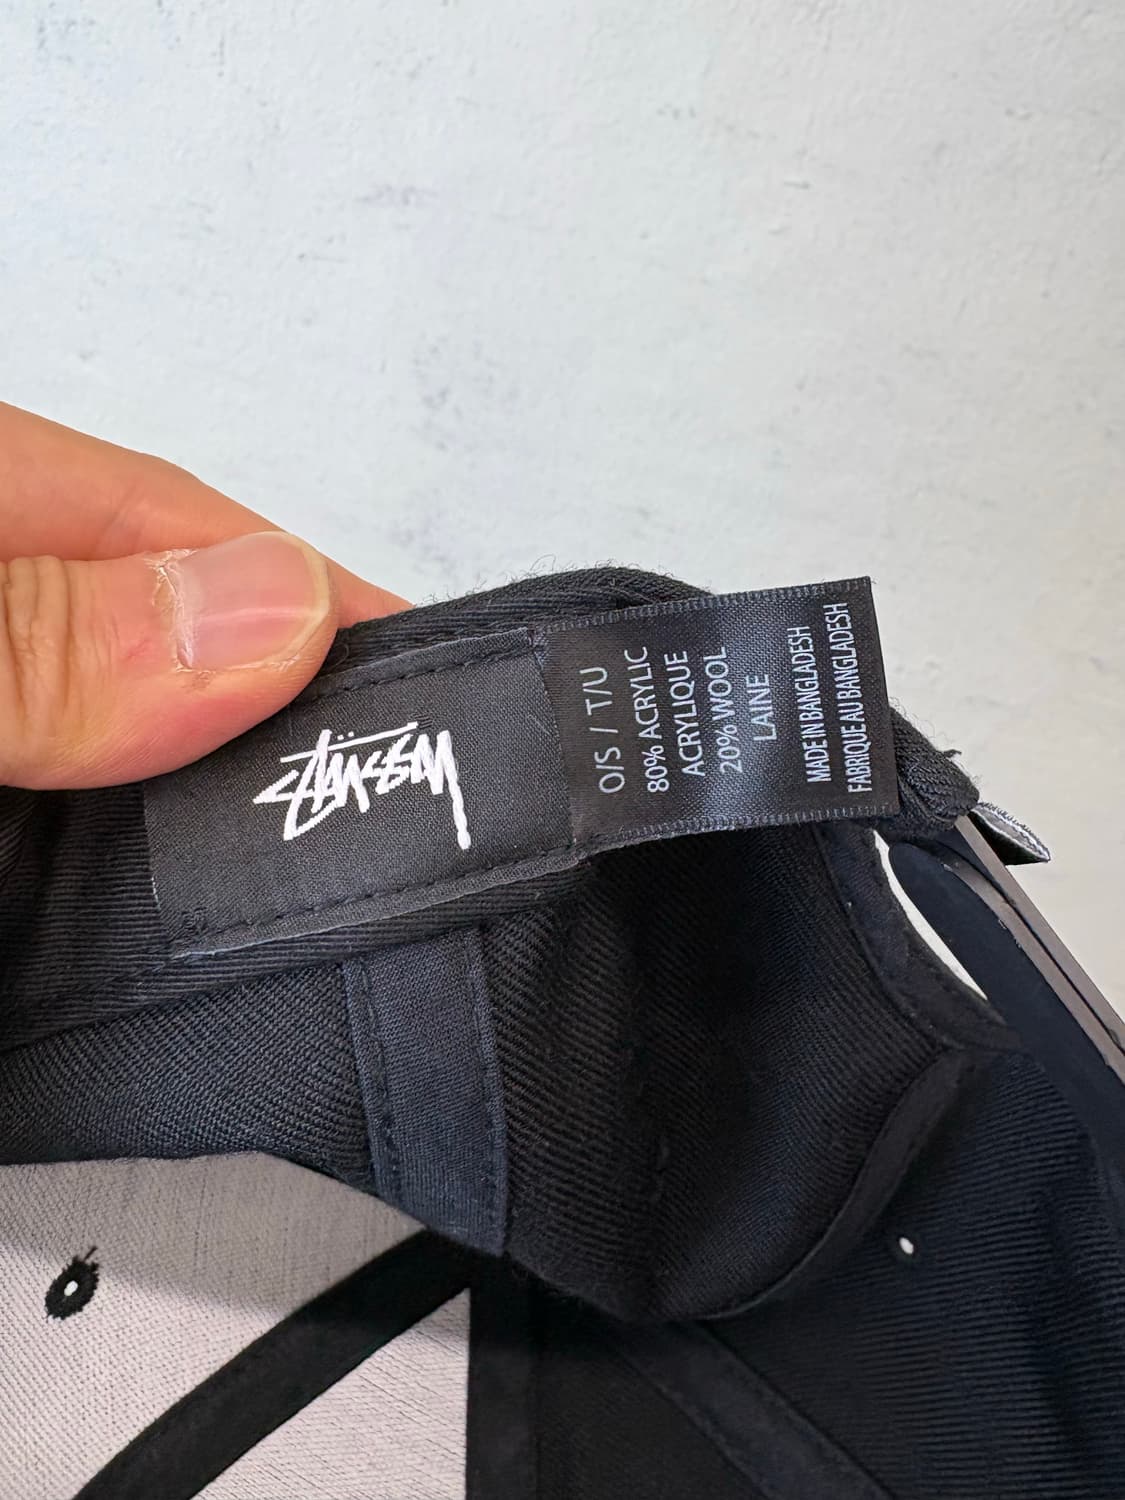 STÜSSY
O/S / T/U
80% ACRYLIC
ACRYLIQUE
20% WOOL
LAINE
MADE IN BANGLADESH
FABRIQUE AU BANGLADESH